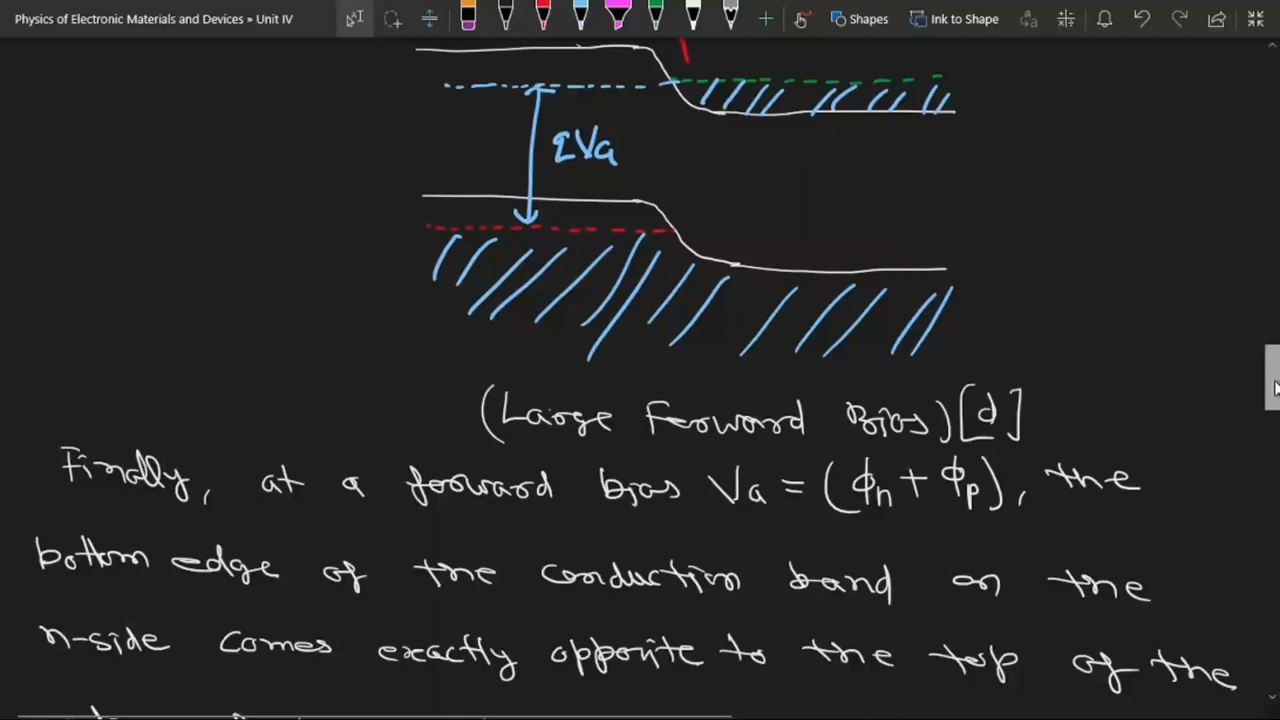 Physics of Electronic Materials and Devices » Unit IV
Shapes
Ink to Shape
qVa
(Large Forward Bias) [d]
Finally, at a forward bias Va = (ϕn + ϕp), the
bottom edge of the conduction band on the
n-side comes exactly opposite to the top of the